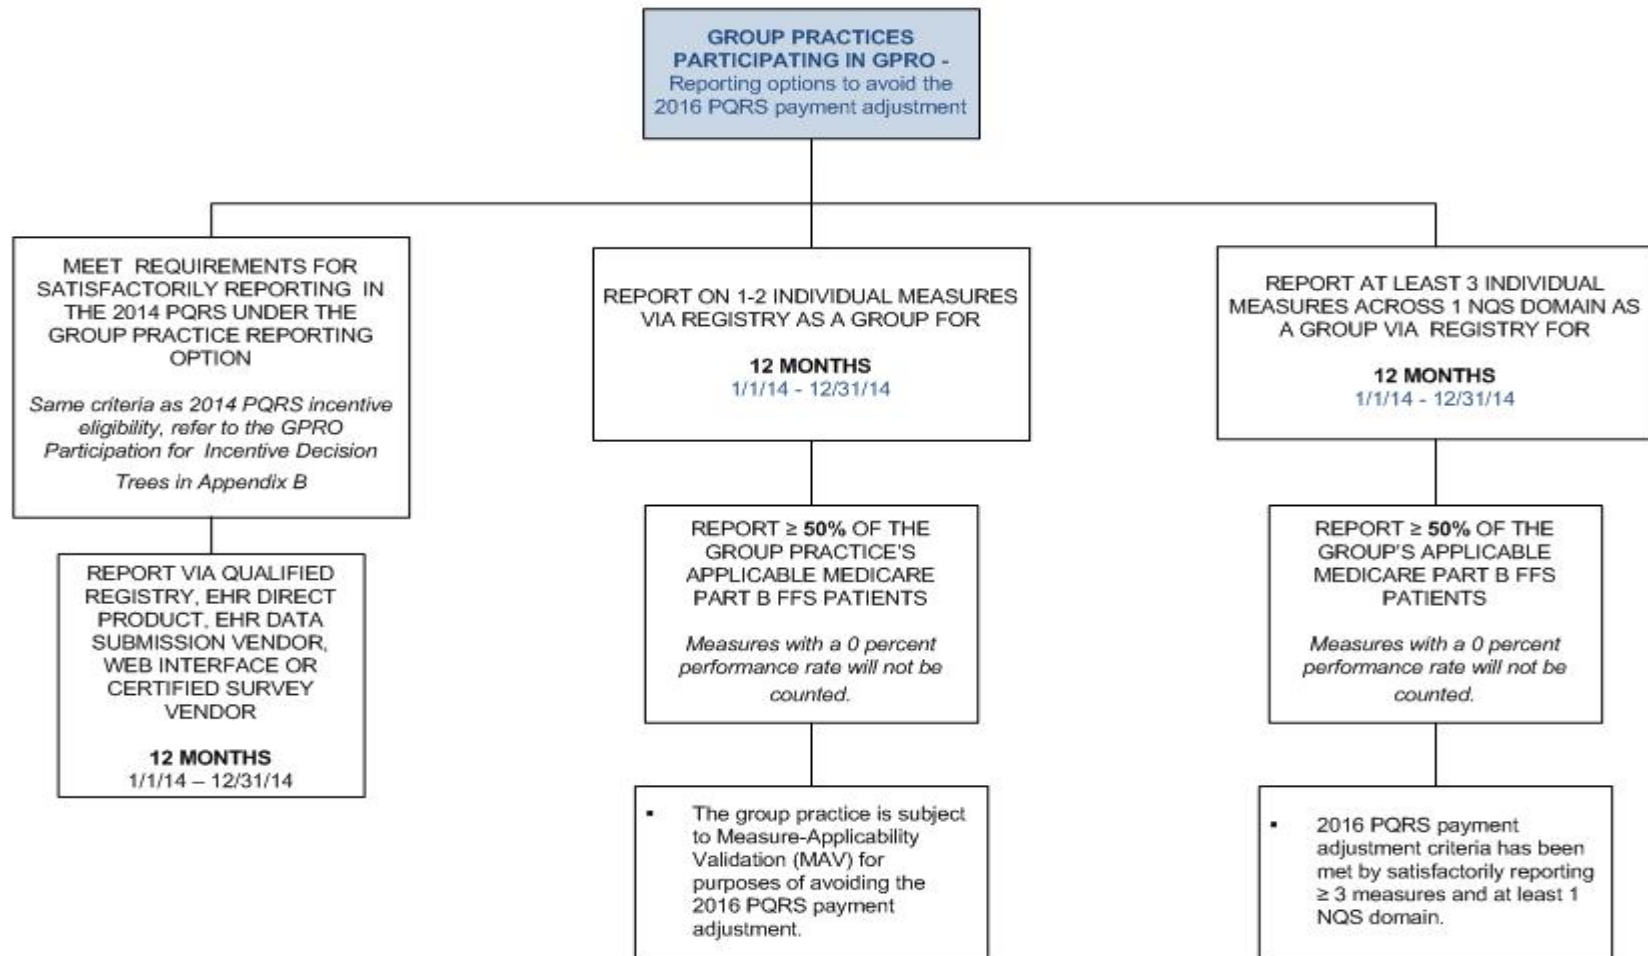 GROUP PRACTICES
PARTICIPATING IN GPRO -
Reporting options to avoid the
2016 PQRS payment adjustment
MEET REQUIREMENTS FOR
SATISFACTORILY REPORTING IN
THE 2014 PQRS UNDER THE
GROUP PRACTICE REPORTING
OPTION
Same criteria as 2014 PQRS incentive
eligibility, refer to the GPRO
Participation for Incentive Decision
Trees in Appendix B
REPORT VIA QUALIFIED
REGISTRY, EHR DIRECT
PRODUCT, EHR DATA
SUBMISSION VENDOR,
WEB INTERFACE OR
CERTIFIED SURVEY
VENDOR
12 MONTHS
1/1/14 – 12/31/14
REPORT ON 1-2 INDIVIDUAL MEASURES
VIA REGISTRY AS A GROUP FOR
12 MONTHS
1/1/14 - 12/31/14
REPORT ≥ 50% OF THE
GROUP PRACTICE'S
APPLICABLE MEDICARE
PART B FFS PATIENTS
Measures with a 0 percent
performance rate will not be
counted.
▪ The group practice is subject
to Measure-Applicability
Validation (MAV) for
purposes of avoiding the
2016 PQRS payment
adjustment.
REPORT AT LEAST 3 INDIVIDUAL
MEASURES ACROSS 1 NQS DOMAIN AS
A GROUP VIA REGISTRY FOR
12 MONTHS
1/1/14 - 12/31/14
REPORT ≥ 50% OF THE
GROUP'S APPLICABLE
MEDICARE PART B FFS
PATIENTS
Measures with a 0 percent
performance rate will not be
counted.
▪ 2016 PQRS payment
adjustment criteria has been
met by satisfactorily reporting
≥ 3 measures and at least 1
NQS domain.